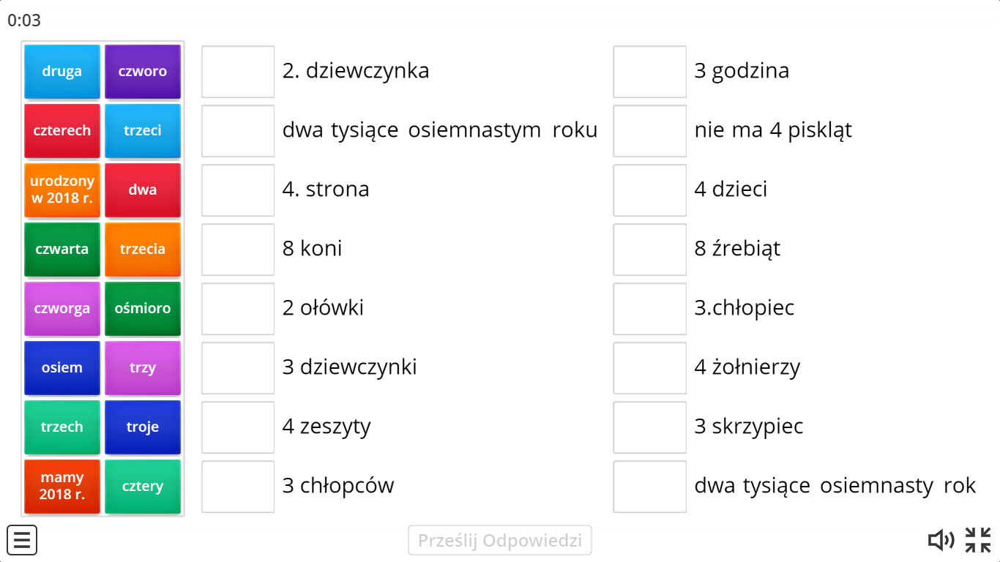 0:03
druga
czworo
czterech
trzeci
urodzony
w 2018 r.
dwa
czwarta
trzecia
czworga
ośmioro
osiem
trzy
trzech
troje
mamy
2018 r.
cztery
2. dziewczynka
dwa tysiące osiemnastym roku
4. strona
8 koni
2 ołówki
3 dziewczynki
4 zeszyty
3 chłopców
3 godzina
nie ma 4 piskląt
4 dzieci
8 źrebiąt
3.chłopiec
4 żołnierzy
3 skrzypiec
dwa tysiące osiemnasty rok
Prześlij Odpowiedzi